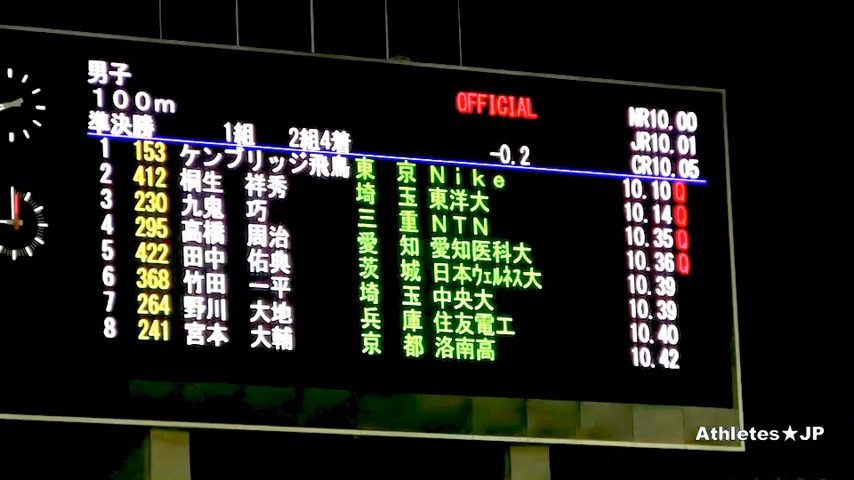 男子
100m
準決勝 1組 2組4着
OFFICIAL
-0.2
NR10.00
JR10.01
CR10.05
1 153 ケンブリッジ飛鳥 東京 Nike 10.10 Q
2 412 桐生 祥秀 埼玉 東洋大 10.14 Q
3 230 九鬼 巧 三重 NTN 10.35 Q
4 295 高橋 周治 愛知 愛知医科大 10.36 Q
5 422 田中 佑典 茨城 日本ウェルネス大 10.39
6 368 竹田 一平 埼玉 中央大 10.39
7 264 野川 大地 兵庫 住友電工 10.40
8 241 宮本 大輔 京都 洛南高 10.42
Athletes★JP